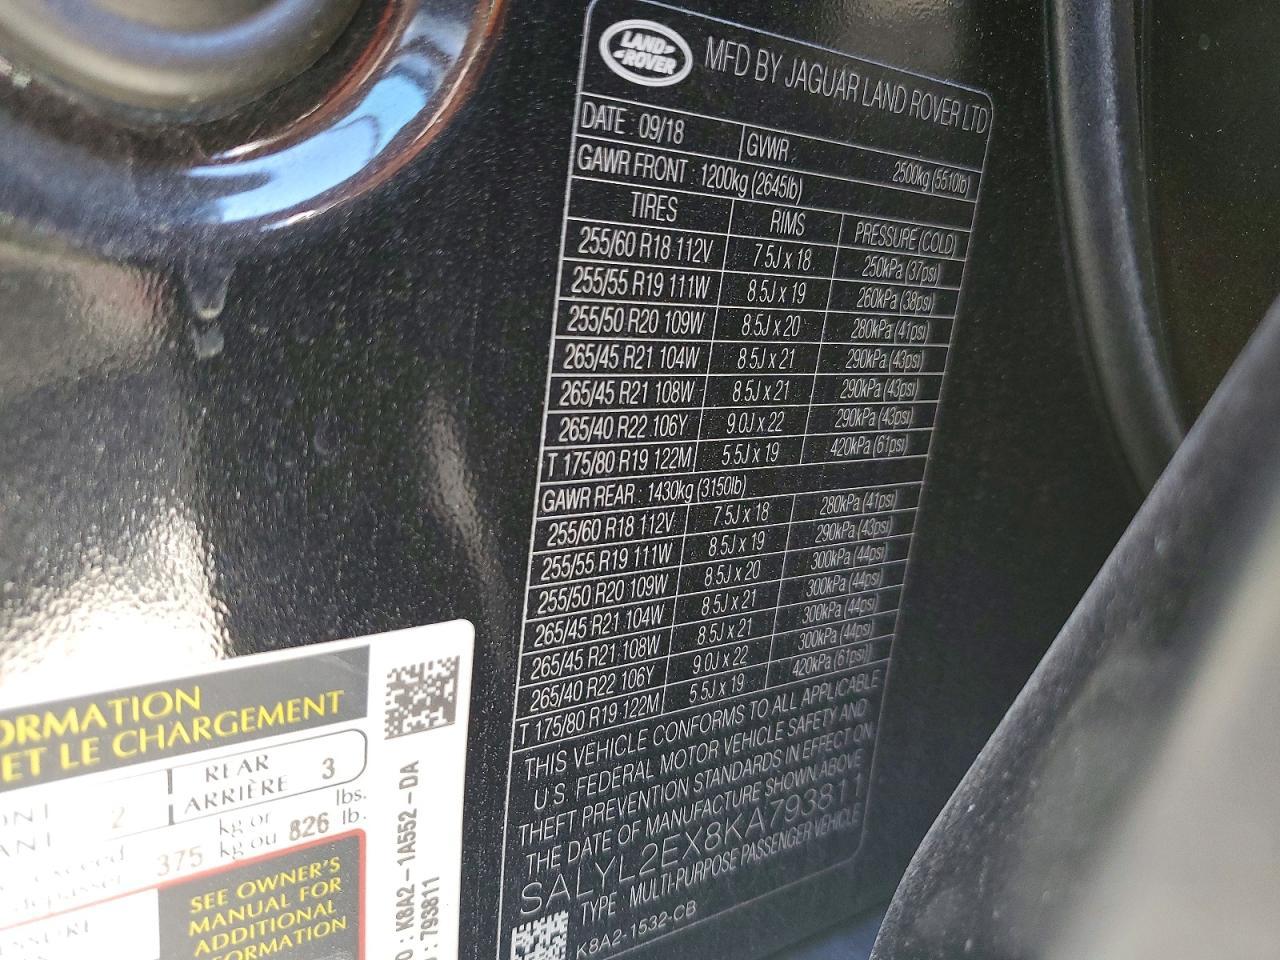 LAND ROVER
MFD BY JAGUAR LAND ROVER LTD
DATE : 09/18 GVWR : 2500kg (5510lb)
GAWR FRONT : 1200kg (2645lb)
TIRES RIMS PRESSURE (COLD)
255/60 R18 112V 7.5J x 18 250kPa (37psi)
255/55 R19 111W 8.5J x 19 260kPa (38psi)
255/50 R20 109W 8.5J x 20 280kPa (41psi)
265/45 R21 104W 8.5J x 21 290kPa (43psi)
265/45 R21 108W 8.5J x 21 290kPa (43psi)
265/40 R22 106Y 9.0J x 22 290kPa (43psi)
T 175/80 R19 122M 5.5J x 19 420kPa (61psi)
GAWR REAR : 1430kg (3150lb)
255/60 R18 112V 7.5J x 18 280kPa (41psi)
255/55 R19 111W 8.5J x 19 290kPa (43psi)
255/50 R20 109W 8.5J x 20 300kPa (44psi)
265/45 R21 104W 8.5J x 21 300kPa (44psi)
265/45 R21 108W 8.5J x 21 300kPa (44psi)
265/40 R22 106Y 9.0J x 22 300kPa (44psi)
T 175/80 R19 122M 5.5J x 19 420kPa (61psi)
THIS VEHICLE CONFORMS TO ALL APPLICABLE
U.S. FEDERAL MOTOR VEHICLE SAFETY AND
THEFT PREVENTION STANDARDS IN EFFECT ON
THE DATE OF MANUFACTURE SHOWN ABOVE
SALYL2EX8KA793811
TYPE : MULTI-PURPOSE PASSENGER VEHICLE
K8A2-1532-CB
ORMATION
ET LE CHARGEMENT
ONT 2 REAR 3
ANT ARRIÈRE
exceed 375 kg or 826 lbs.
depasser kg ou lb.
SSURE
SEE OWNER'S
MANUAL FOR
ADDITIONAL
FORMATION
O : K8A2-1A552-DA
: 793811